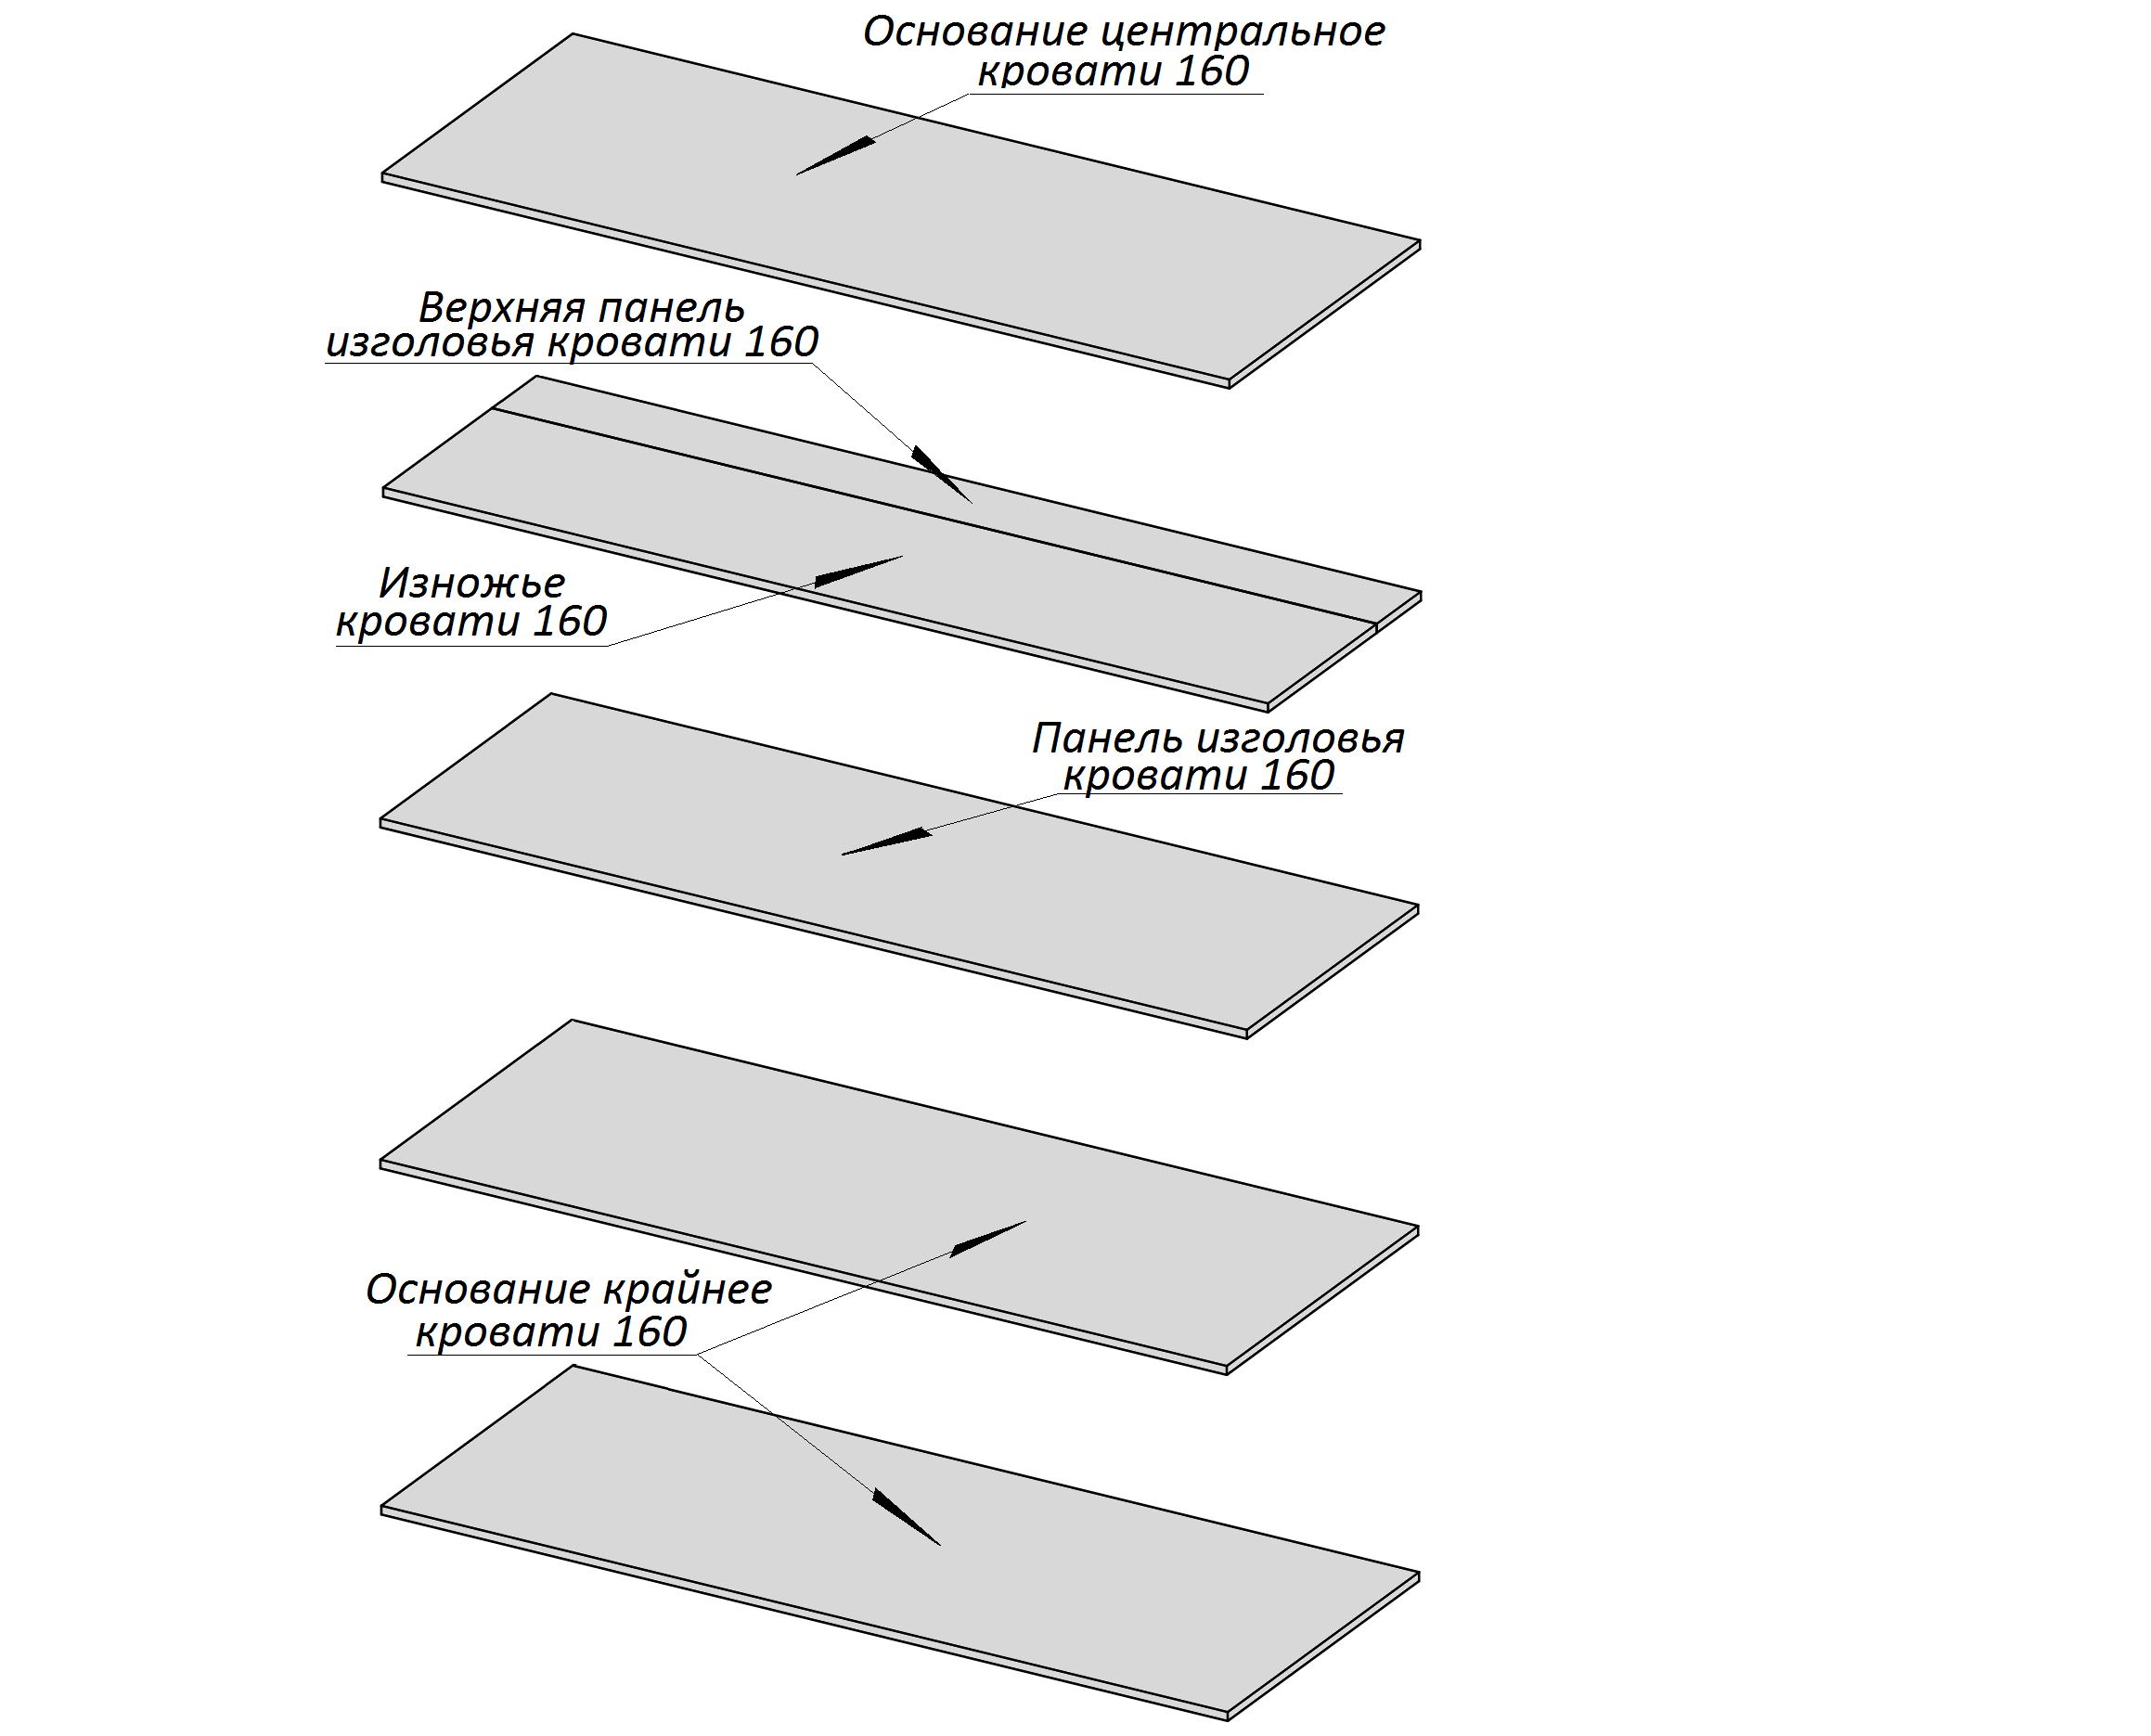 Основание центральное
кровати 160
Верхняя панель
изголовья кровати 160
Изножье
кровати 160
Панель изголовья
кровати 160
Основание крайнее
кровати 160